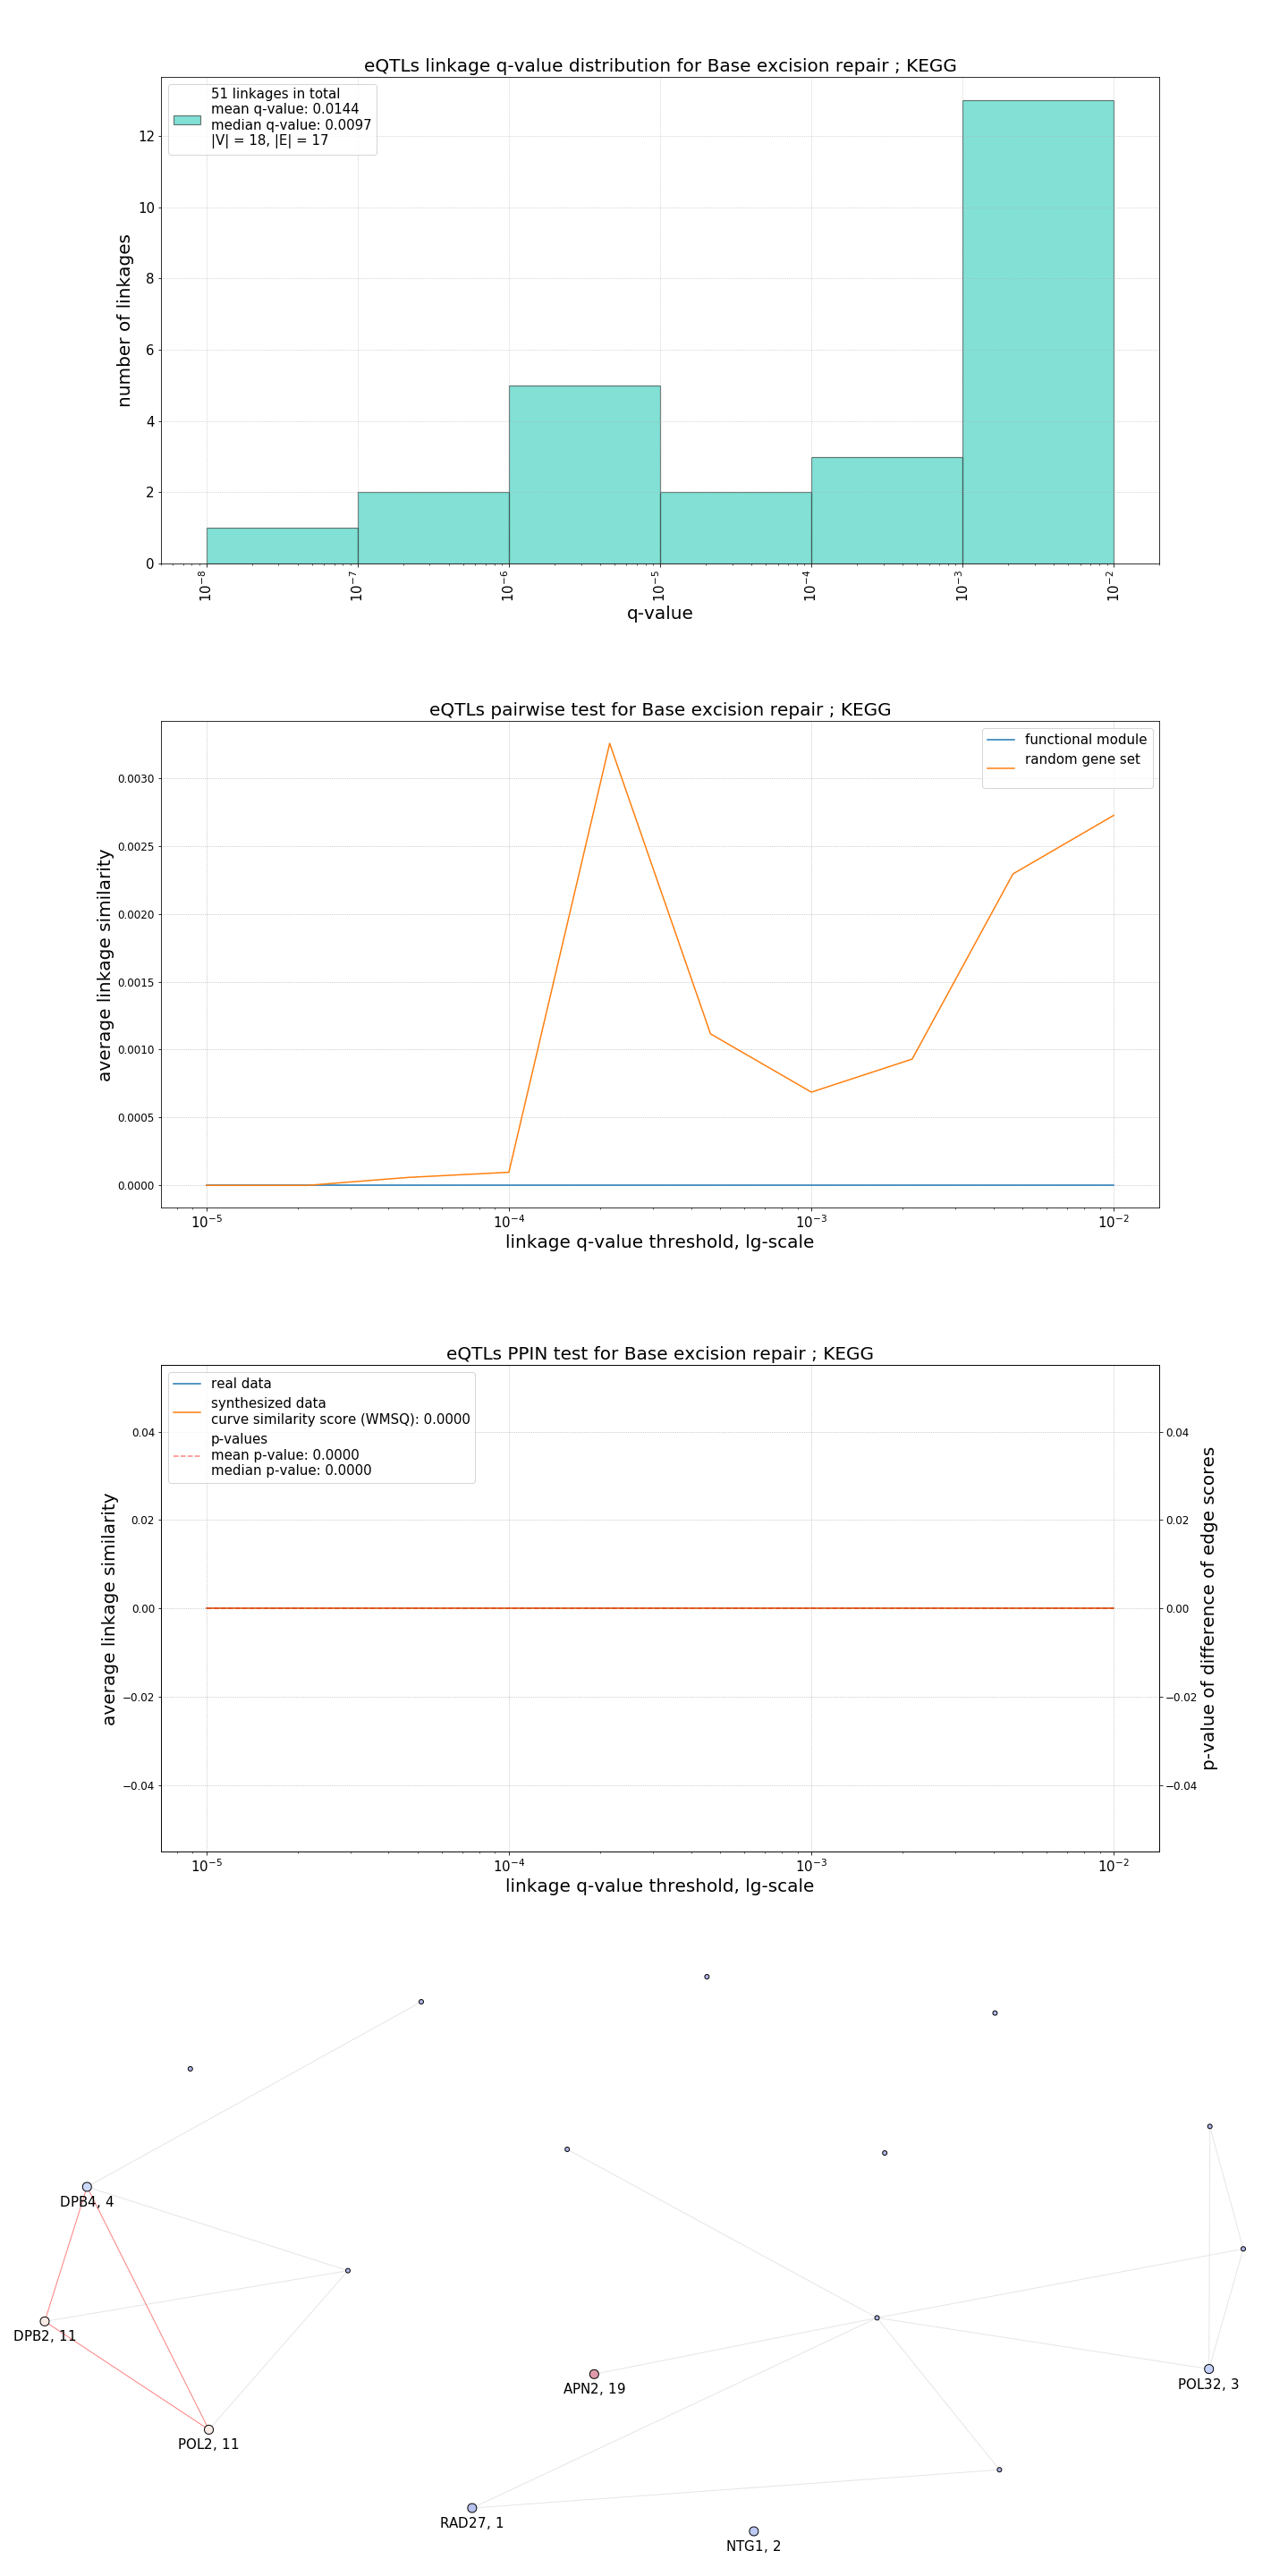 eQTLs linkage q-value distribution for Base excision repair ; KEGG
51 linkages in total
mean q-value: 0.0144
median q-value: 0.0097
|V| = 18, |E| = 17
number of linkages
12
10
8
6
4
2
0
10⁻⁸
10⁻⁷
10⁻⁶
10⁻⁵
10⁻⁴
10⁻³
10⁻²
q-value
eQTLs pairwise test for Base excision repair ; KEGG
functional module
random gene set
average linkage similarity
0.0030
0.0025
0.0020
0.0015
0.0010
0.0005
0.0000
10⁻⁵
10⁻⁴
10⁻³
10⁻²
linkage q-value threshold, lg-scale
eQTLs PPIN test for Base excision repair ; KEGG
real data
synthesized data
curve similarity score (WMSQ): 0.0000
p-values
mean p-value: 0.0000
median p-value: 0.0000
average linkage similarity
0.04
0.02
0.00
−0.02
−0.04
0.04
0.02
0.00
−0.02
−0.04
p-value of difference of edge scores
10⁻⁵
10⁻⁴
10⁻³
10⁻²
linkage q-value threshold, lg-scale
DPB4, 4
DPB2, 11
POL2, 11
APN2, 19
POL32, 3
RAD27, 1
NTG1, 2